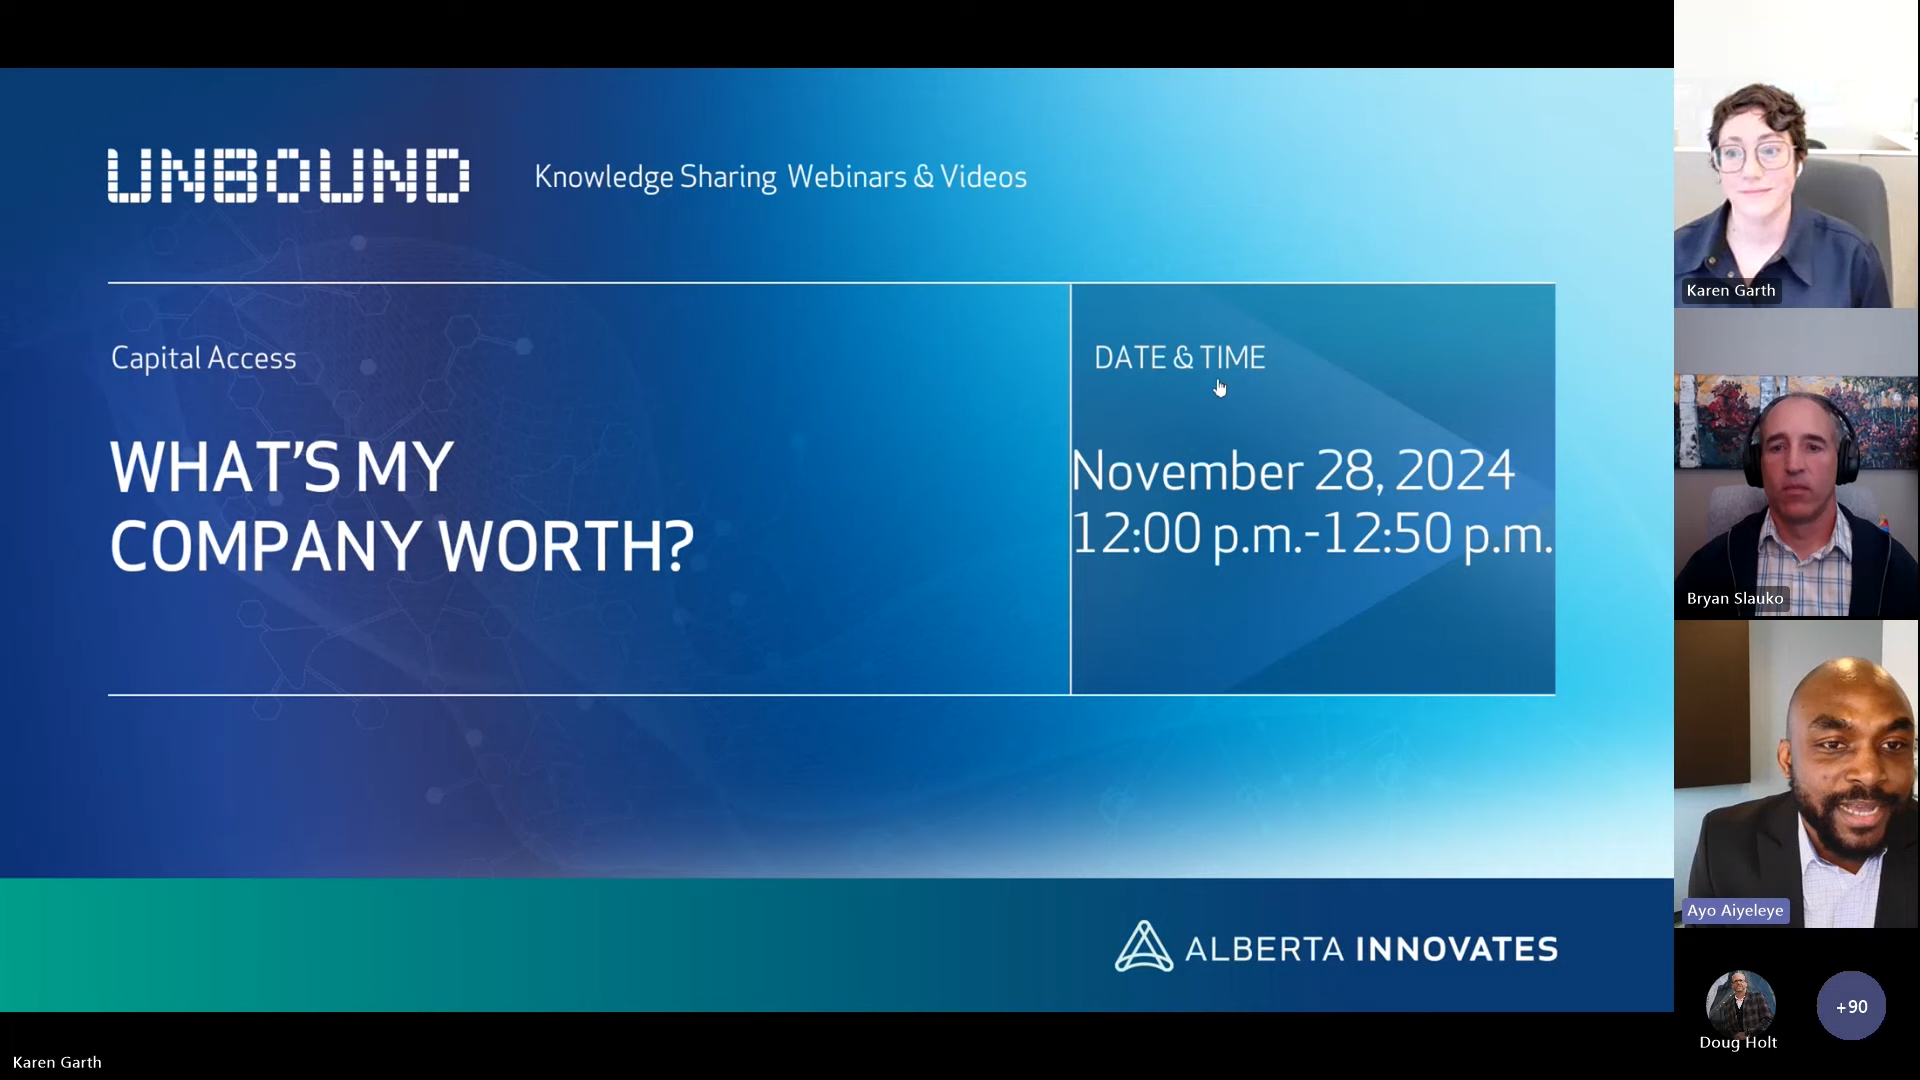 UNBOUND
Knowledge Sharing Webinars & Videos
Capital Access
WHAT'S MY
COMPANY WORTH?
DATE & TIME
November 28, 2024
12:00 p.m.-12:50 p.m.
ALBERTA INNOVATES
Karen Garth
Karen Garth
Bryan Slauko
Ayo Aiyeleye
Doug Holt
+90